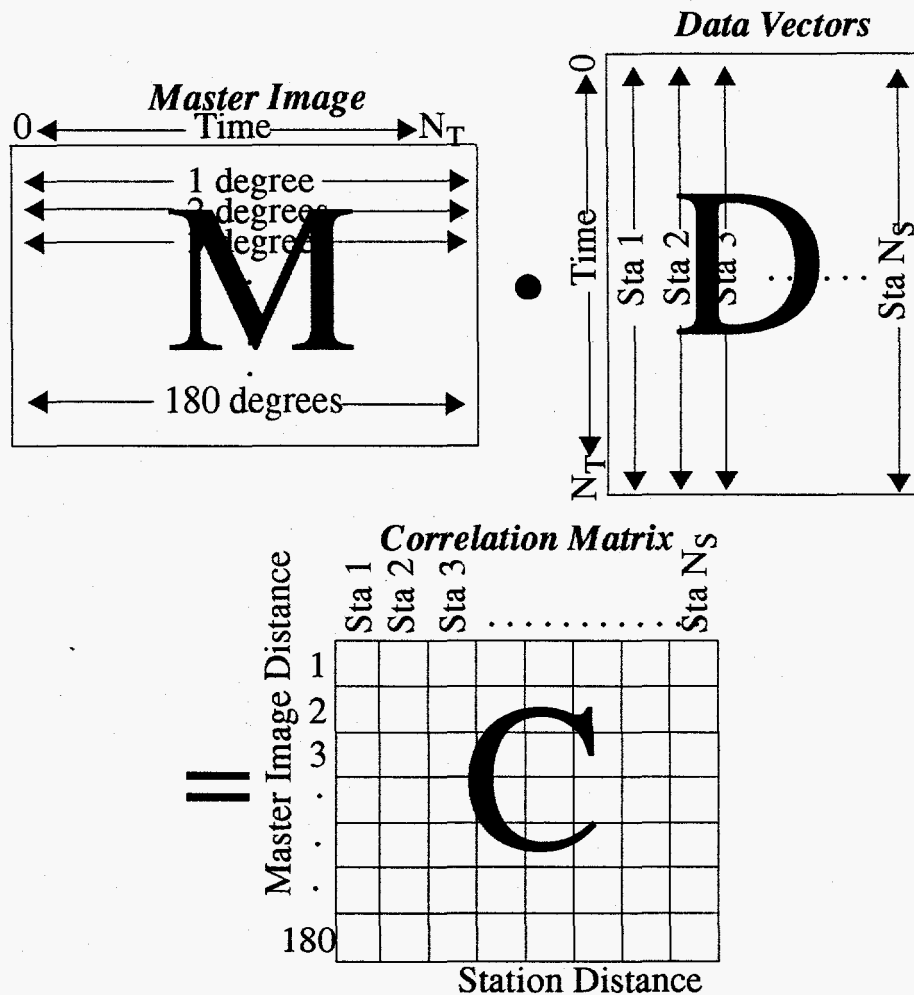 Data Vectors
Master Image
0 Time N_T
1 degree
2 degrees
M
180 degrees
•
0 Time N_T
Sta 1 Sta 2 Sta 3 . . . . . . Sta N_S
D
Correlation Matrix
Sta 1 Sta 2 Sta 3 . . . . . . . . . . . Sta N_S
=
Master Image Distance
1
2
3
.
.
.
180
C
Station Distance